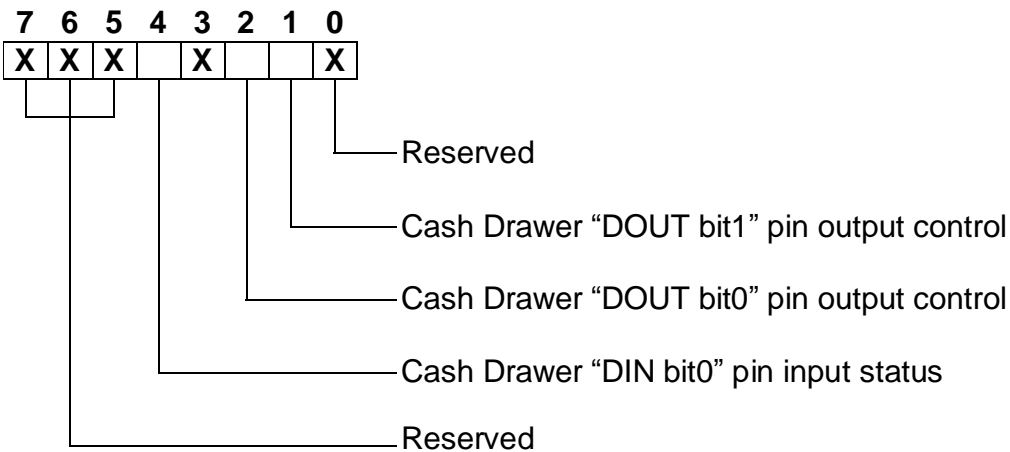 7 6 5 4 3 2 1 0
X X X X X
Reserved
Cash Drawer “DOUT bit1” pin output control
Cash Drawer “DOUT bit0” pin output control
Cash Drawer “DIN bit0” pin input status
Reserved